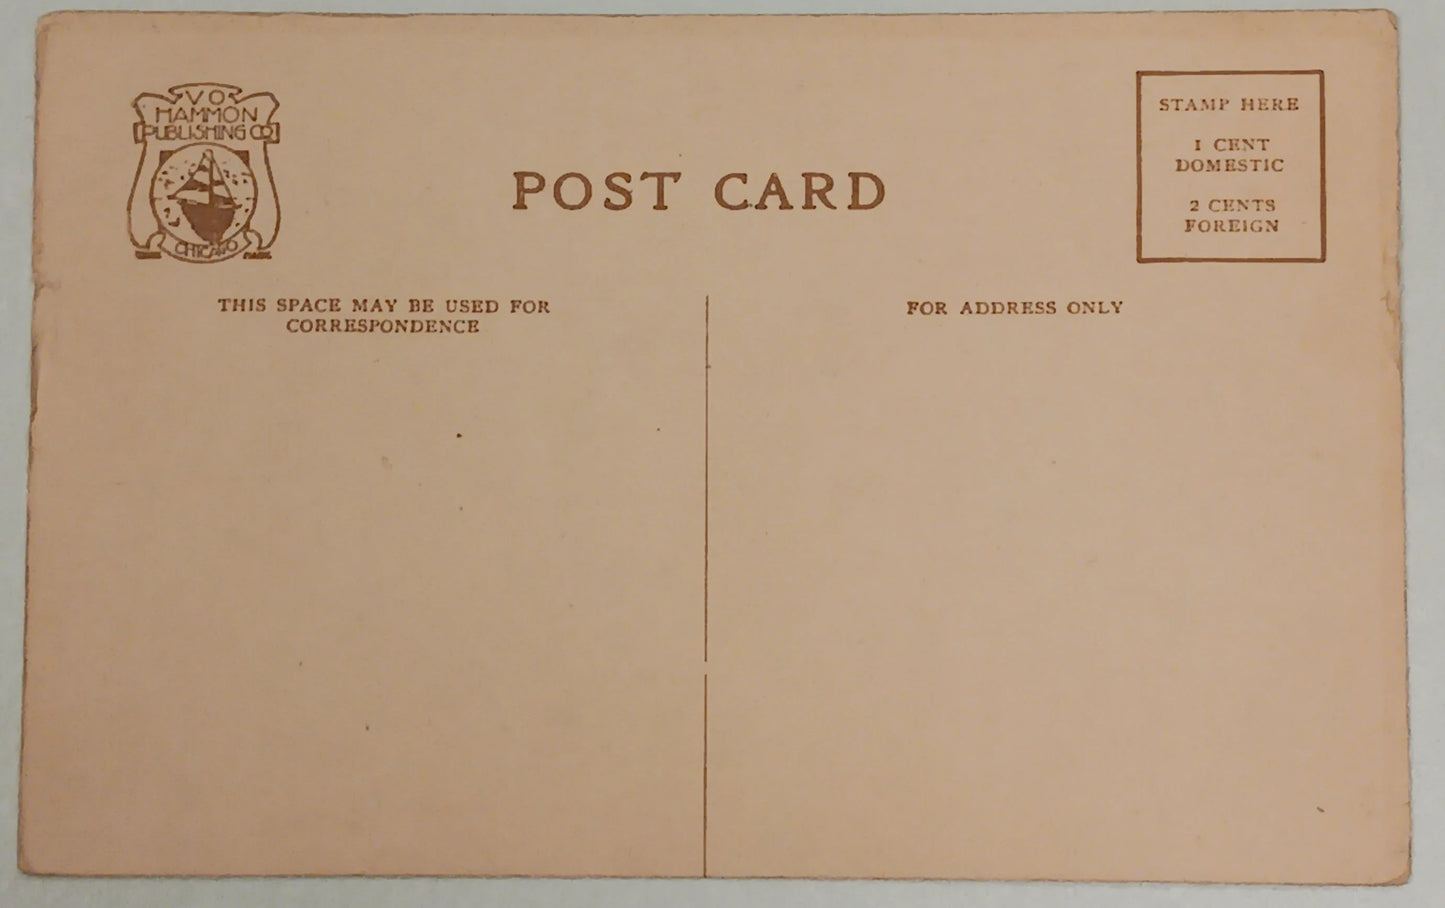 VO
HAMMON
PUBLISHING CO
CHICAGO
POST CARD
STAMP HERE
1 CENT
DOMESTIC
2 CENTS
FOREIGN
THIS SPACE MAY BE USED FOR
CORRESPONDENCE
FOR ADDRESS ONLY